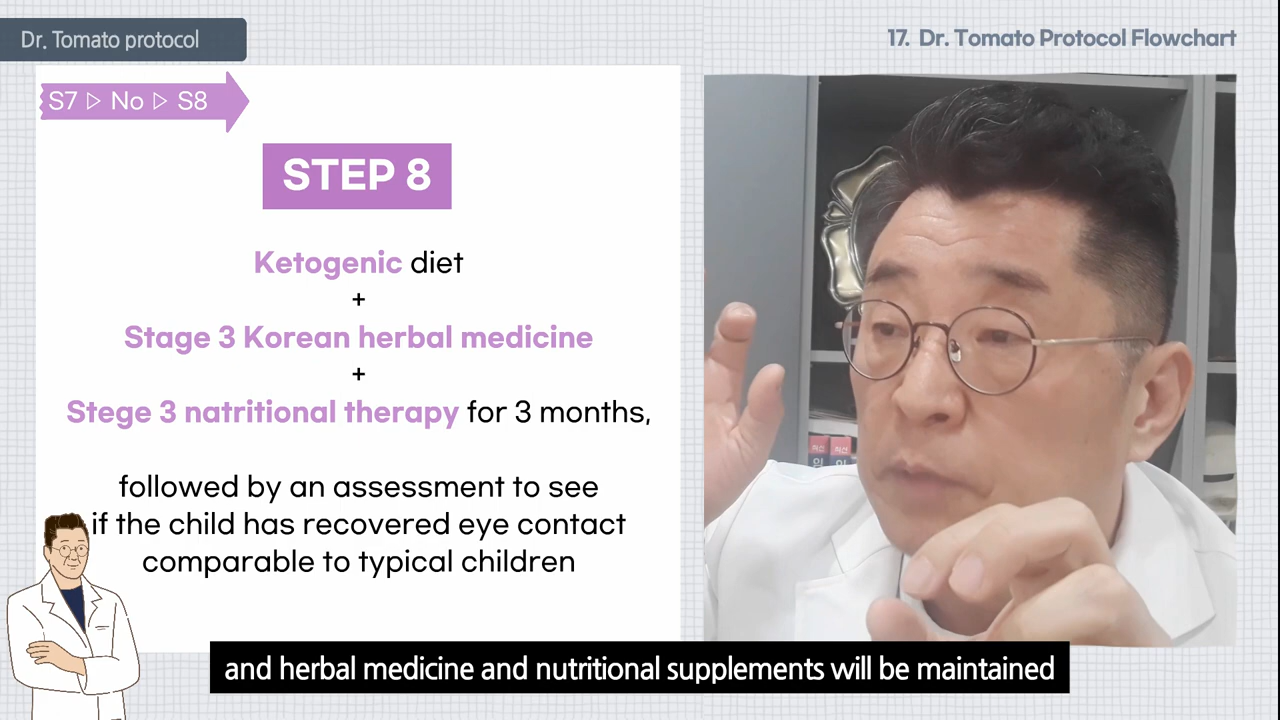 Dr. Tomato protocol
17. Dr. Tomato Protocol Flowchart
S7 ▷ No ▷ S8
STEP 8
Ketogenic diet
+
Stage 3 Korean herbal medicine
+
Stege 3 natritional therapy for 3 months,
followed by an assessment to see
if the child has recovered eye contact
comparable to typical children
and herbal medicine and nutritional supplements will be maintained